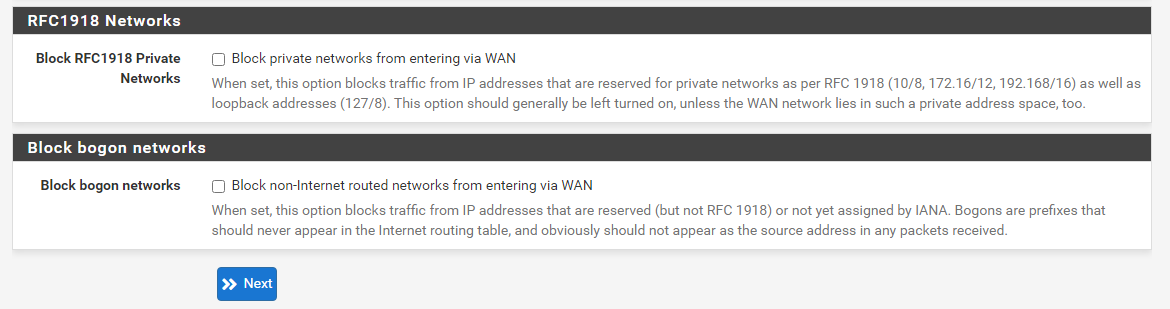 RFC1918 Networks
Block RFC1918 Private Networks
Block private networks from entering via WAN
When set, this option blocks traffic from IP addresses that are reserved for private networks as per RFC 1918 (10/8, 172.16/12, 192.168/16) as well as
loopback addresses (127/8). This option should generally be left turned on, unless the WAN network lies in such a private address space, too.
Block bogon networks
Block bogon networks
Block non-Internet routed networks from entering via WAN
When set, this option blocks traffic from IP addresses that are reserved (but not RFC 1918) or not yet assigned by IANA. Bogons are prefixes that
should never appear in the Internet routing table, and obviously should not appear as the source address in any packets received.
Next